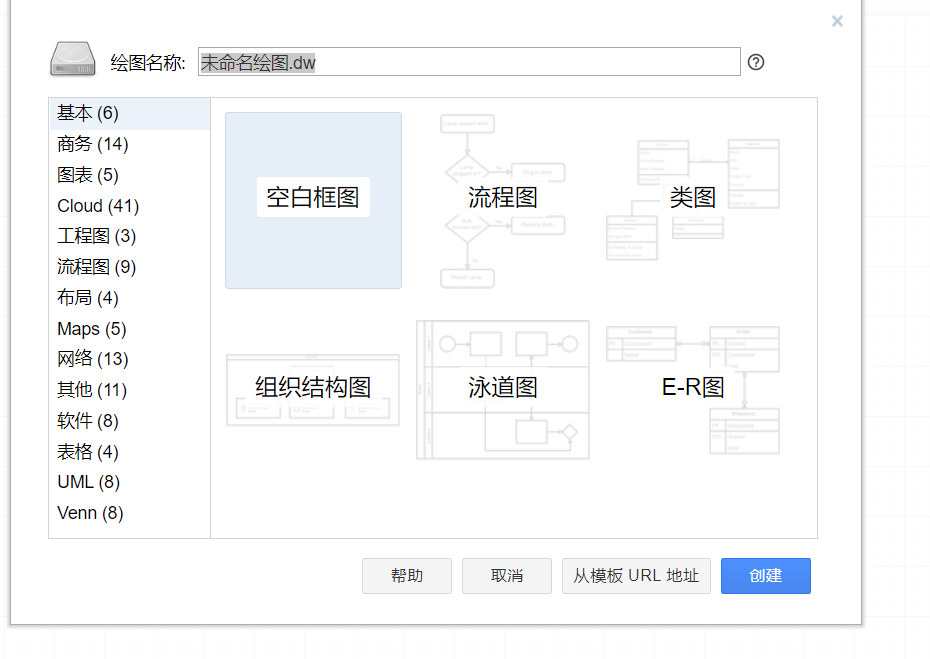 ×
绘图名称: 未命名绘图.dw ?
基本 (6)
商务 (14)
图表 (5)
Cloud (41)
工程图 (3)
流程图 (9)
布局 (4)
Maps (5)
网络 (13)
其他 (11)
软件 (8)
表格 (4)
UML (8)
Venn (8)
空白框图
流程图
类图
组织结构图
泳道图
E-R图
帮助
取消
从模板 URL 地址
创建